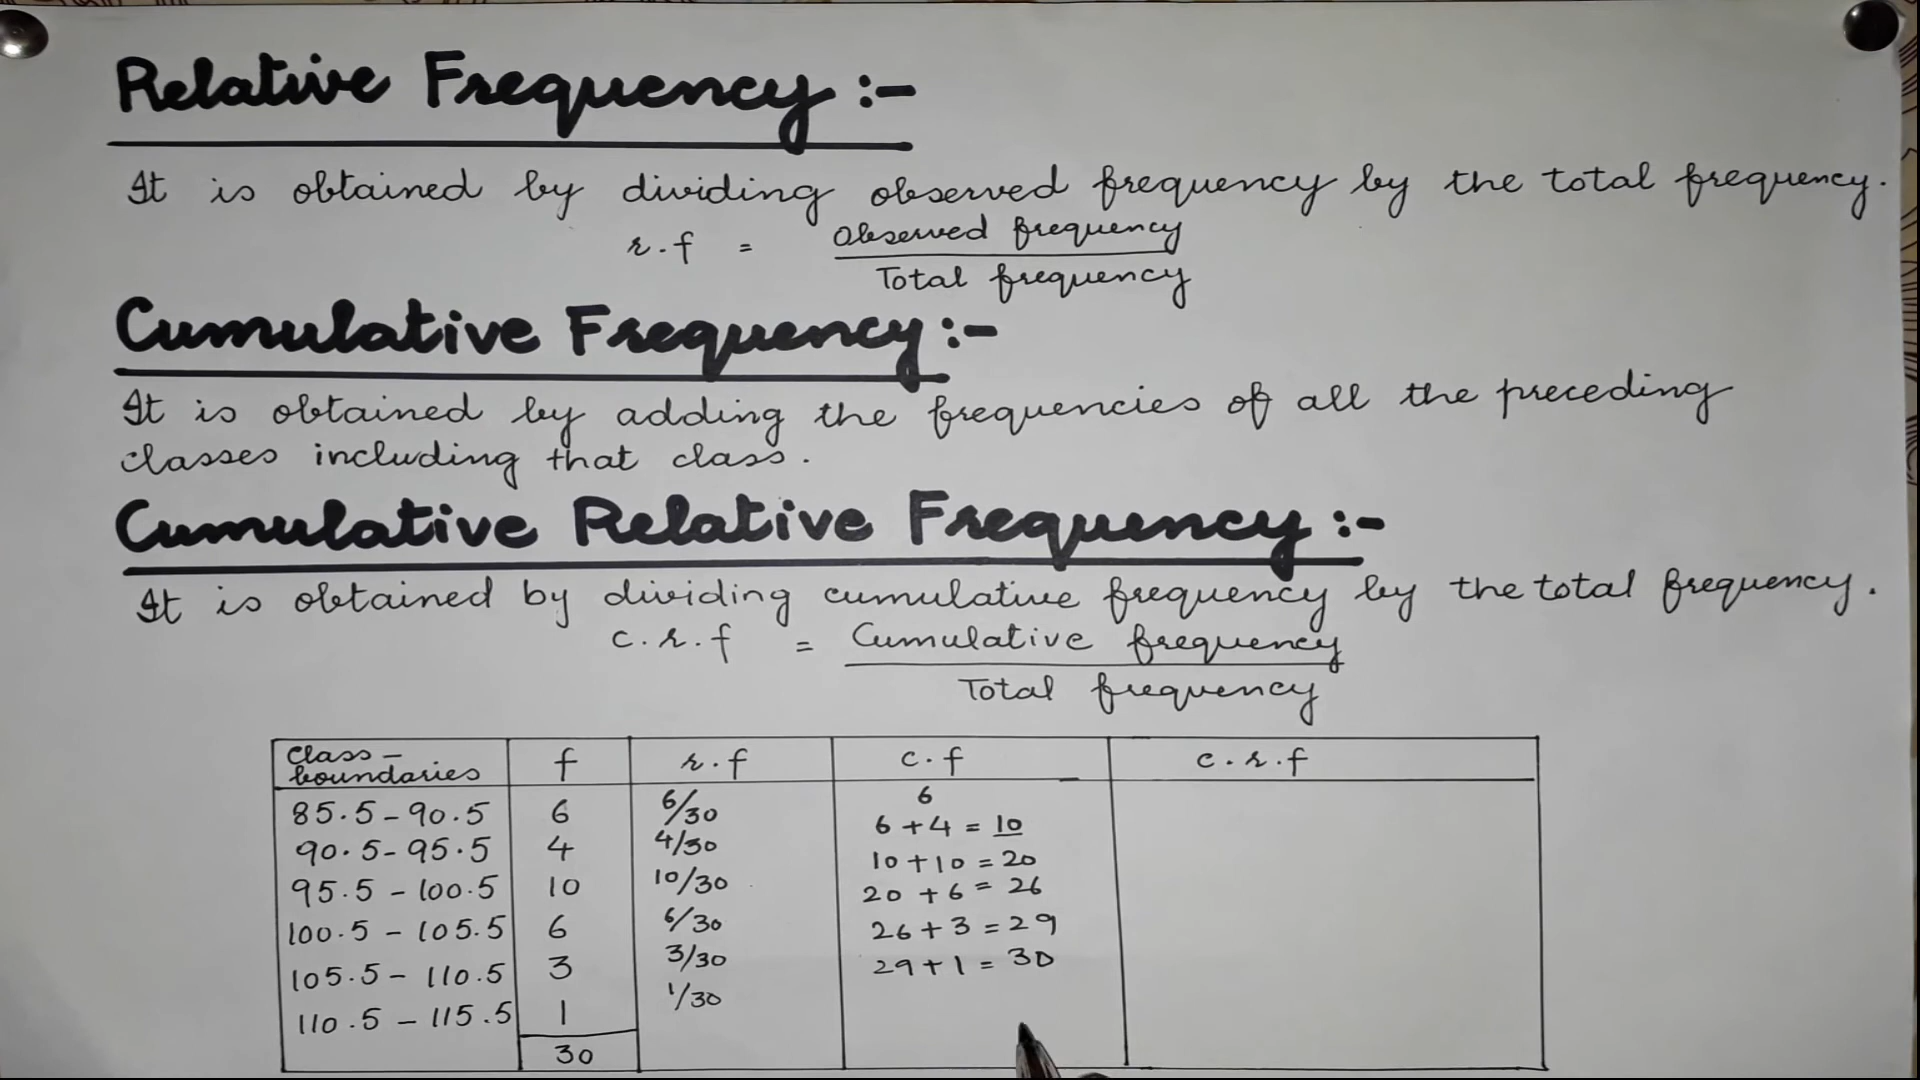 Relative Frequency :-
It is obtained by dividing observed frequency by the total frequency.
r.f = Observed frequency
Total frequency
Cumulative Frequency :-
It is obtained by adding the frequencies of all the preceding
classes including that class.
Cumulative Relative Frequency :-
It is obtained by dividing cumulative frequency by the total frequency.
c.r.f = Cumulative frequency
Total frequency
Class - boundaries f r.f c.f c.r.f
85.5 - 90.5 6 6/30 6
90.5 - 95.5 4 4/30 6 + 4 = 10
95.5 - 100.5 10 10/30 10 + 10 = 20
100.5 - 105.5 6 6/30 20 + 6 = 26
105.5 - 110.5 3 3/30 26 + 3 = 29
110.5 - 115.5 1 1/30 29 + 1 = 30
30